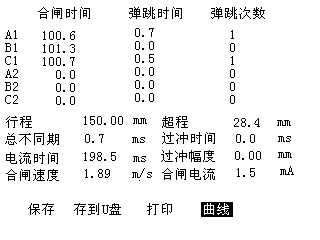 合闸时间 弹跳时间 弹跳次数
A1 100.6 0.7 1
B1 101.3 0.0 0
C1 100.7 0.5 1
A2 0.0 0.0 0
B2 0.0 0.0 0
C2 0.0 0.0 0
行程 150.00 mm 超程 28.4 mm
总不同期 0.7 ms 过冲时间 0.0 ms
电流时间 198.5 ms 过冲幅度 0.00 mm
合闸速度 1.89 m/s 合闸电流 1.5 mA
保存 存到U盘 打印 曲线